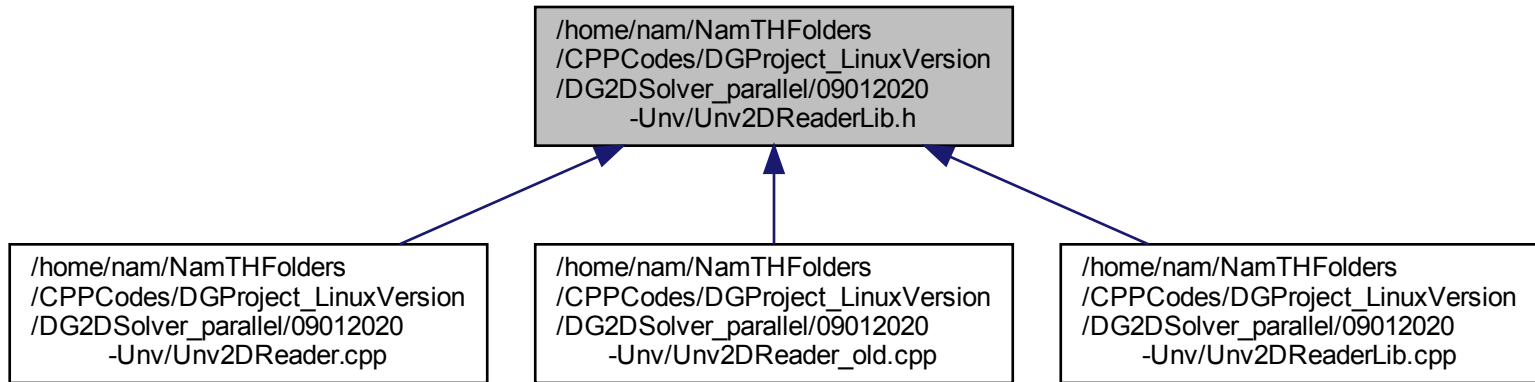 /home/nam/NamTHFolders
/CPPCodes/DGProject_LinuxVersion
/DG2DSolver_parallel/09012020
-Unv/Unv2DReaderLib.h
/home/nam/NamTHFolders
/CPPCodes/DGProject_LinuxVersion
/DG2DSolver_parallel/09012020
-Unv/Unv2DReader.cpp
/home/nam/NamTHFolders
/CPPCodes/DGProject_LinuxVersion
/DG2DSolver_parallel/09012020
-Unv/Unv2DReader_old.cpp
/home/nam/NamTHFolders
/CPPCodes/DGProject_LinuxVersion
/DG2DSolver_parallel/09012020
-Unv/Unv2DReaderLib.cpp